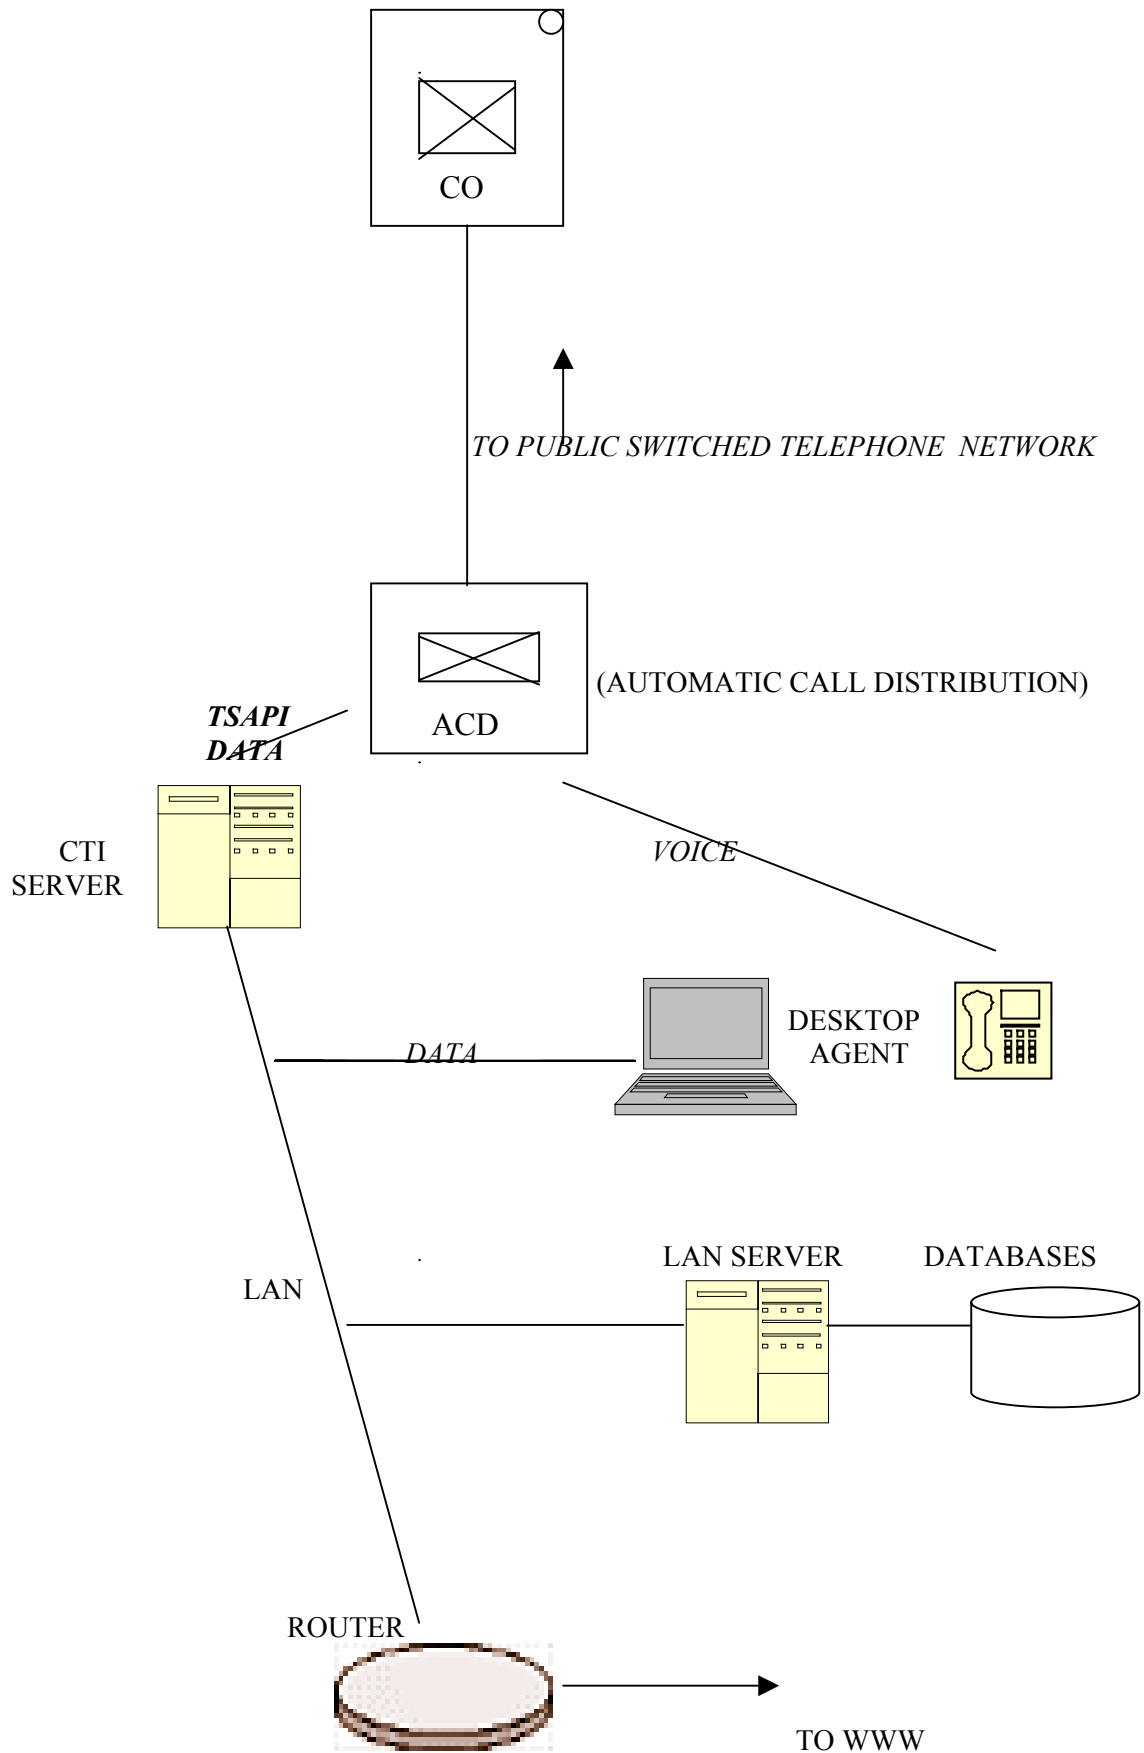 CO
TO PUBLIC SWITCHED TELEPHONE NETWORK
(AUTOMATIC CALL DISTRIBUTION)
TSAPI
DATA
ACD
CTI
SERVER
VOICE
DESKTOP
AGENT
DATA
LAN SERVER
DATABASES
LAN
ROUTER
TO WWW